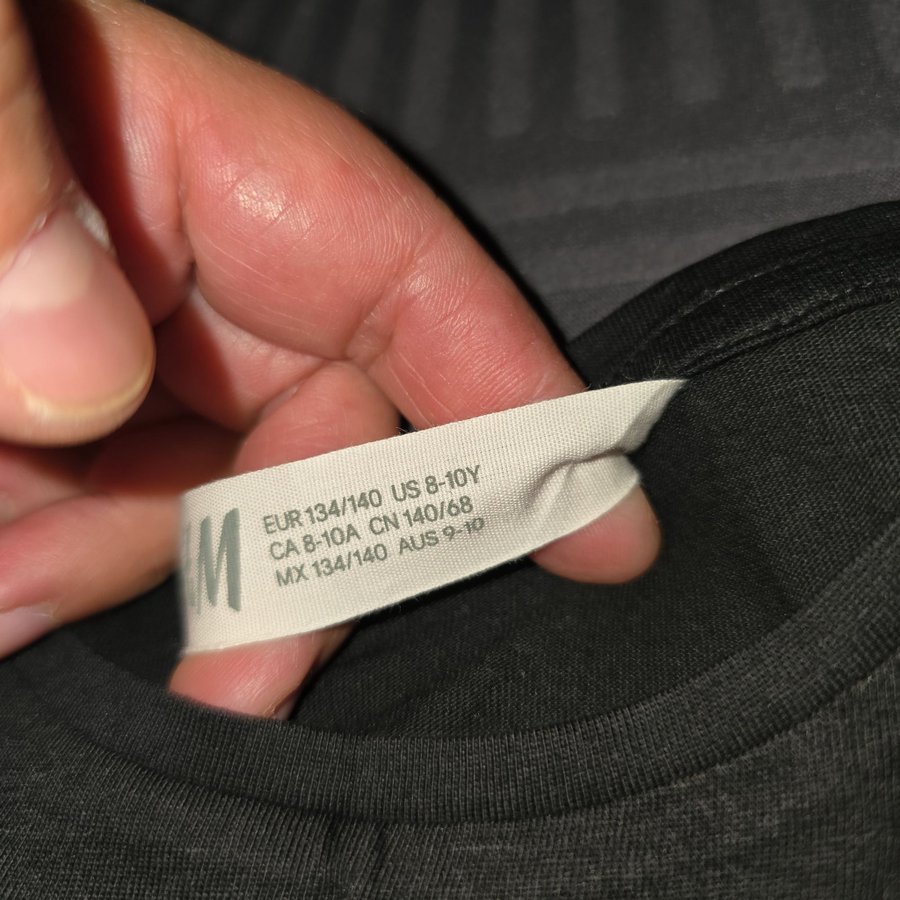 M
EUR 134/140 US 8-10Y
CA 8-10A CN 140/68
MX 134/140 AUS 9-10